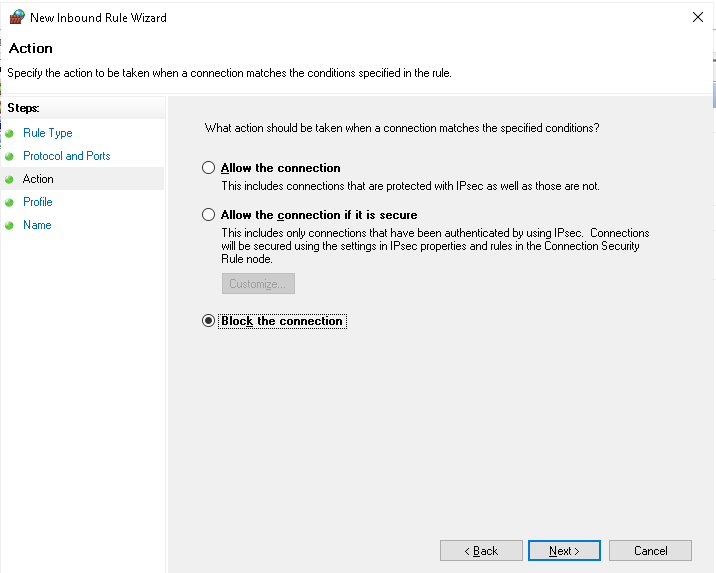 New Inbound Rule Wizard
Action
Specify the action to be taken when a connection matches the conditions specified in the rule.
Steps:
Rule Type
Protocol and Ports
Action
Profile
Name
What action should be taken when a connection matches the specified conditions?
Allow the connection
This includes connections that are protected with IPsec as well as those are not.
Allow the connection if it is secure
This includes only connections that have been authenticated by using IPsec. Connections
will be secured using the settings in IPsec properties and rules in the Connection Security
Rule node.
Customize...
Block the connection
< Back
Next >
Cancel